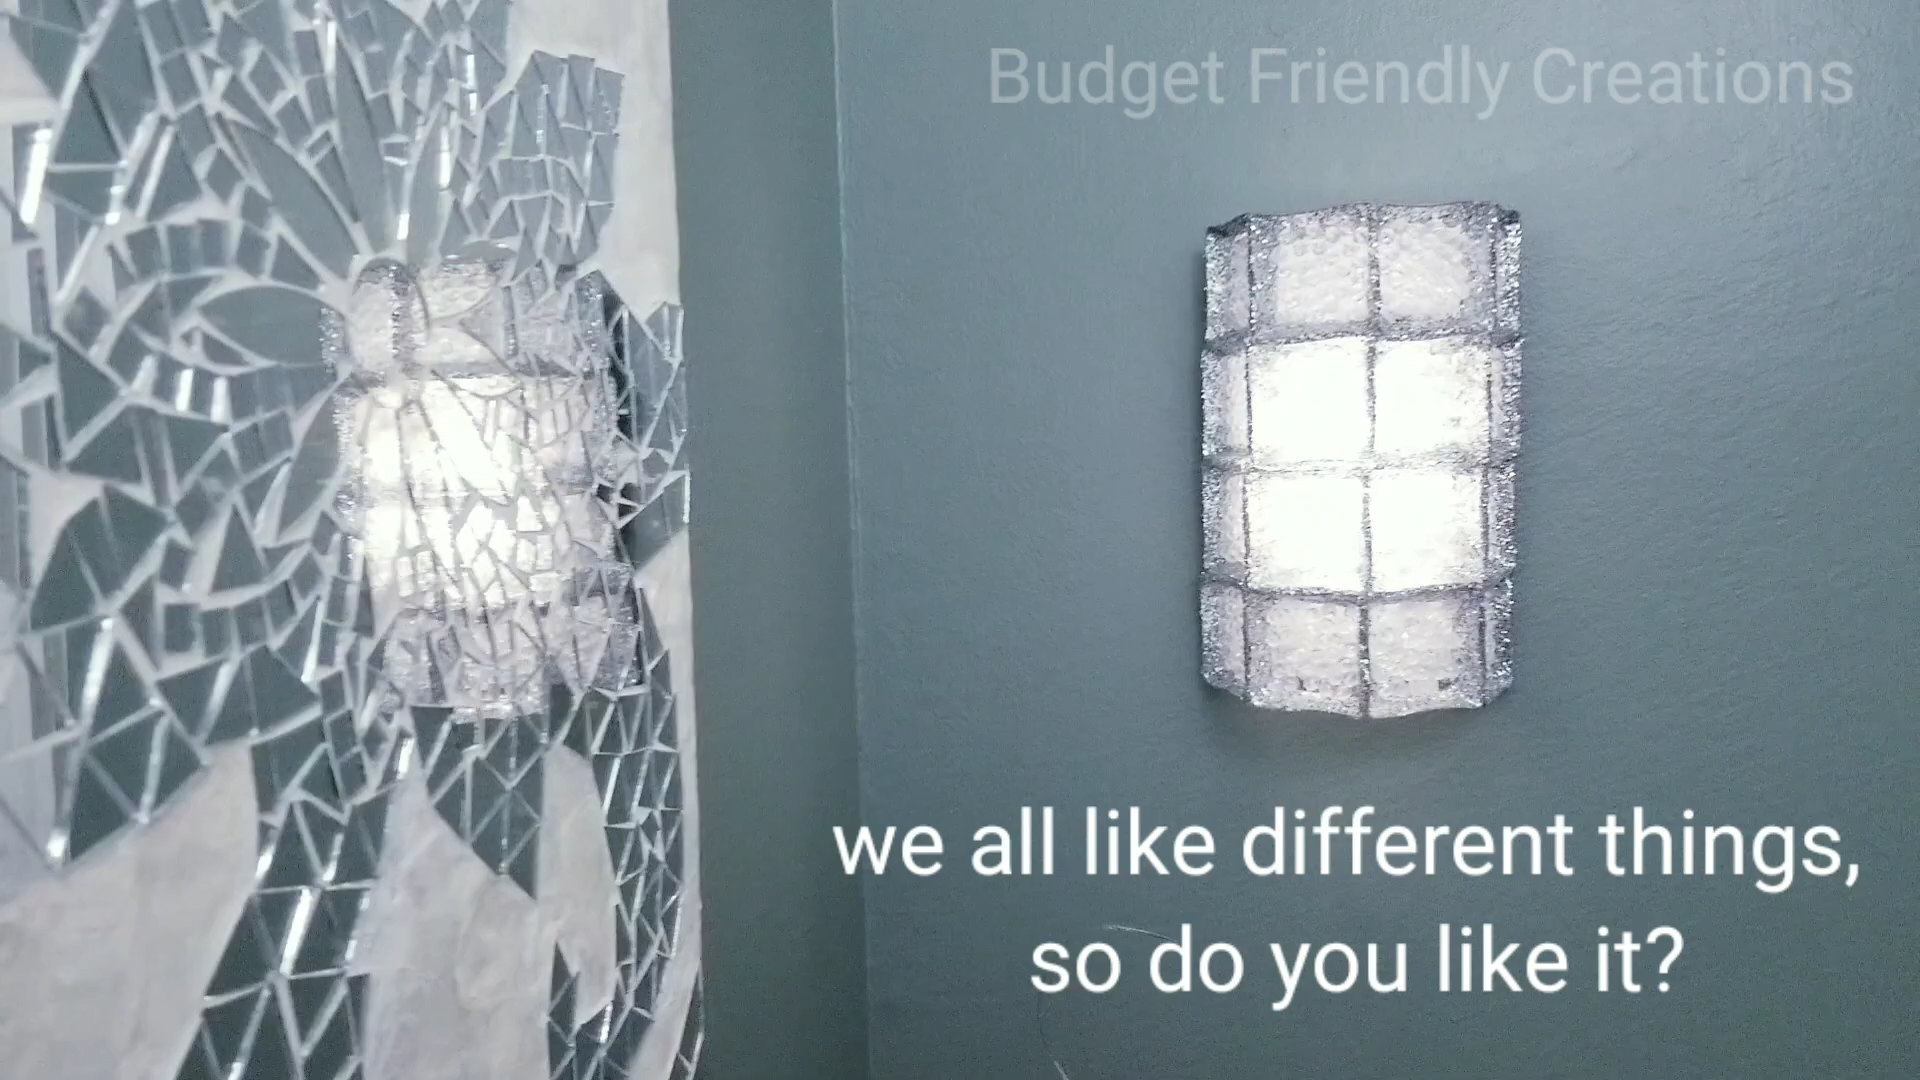 Budget Friendly Creations
we all like different things,
so do you like it?